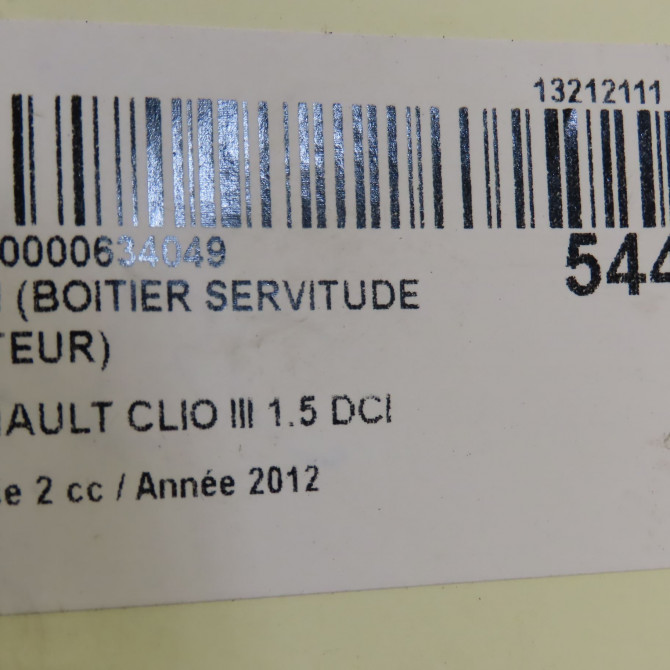 13212111
0000634049
544
(BOITIER SERVITUDE
TEUR)
AULT CLIO III 1.5 DCI
e 2 cc / Année 2012